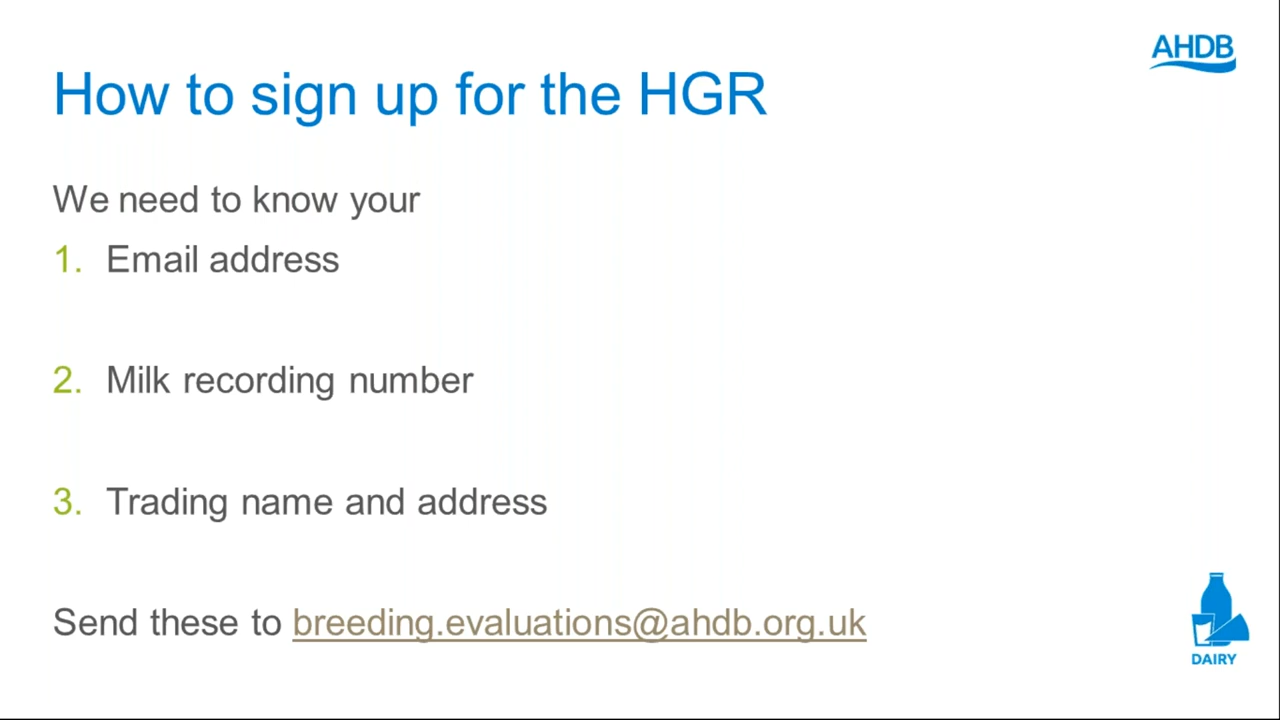 AHDB
How to sign up for the HGR
We need to know your
1. Email address
2. Milk recording number
3. Trading name and address
Send these to breeding.evaluations@ahdb.org.uk
DAIRY